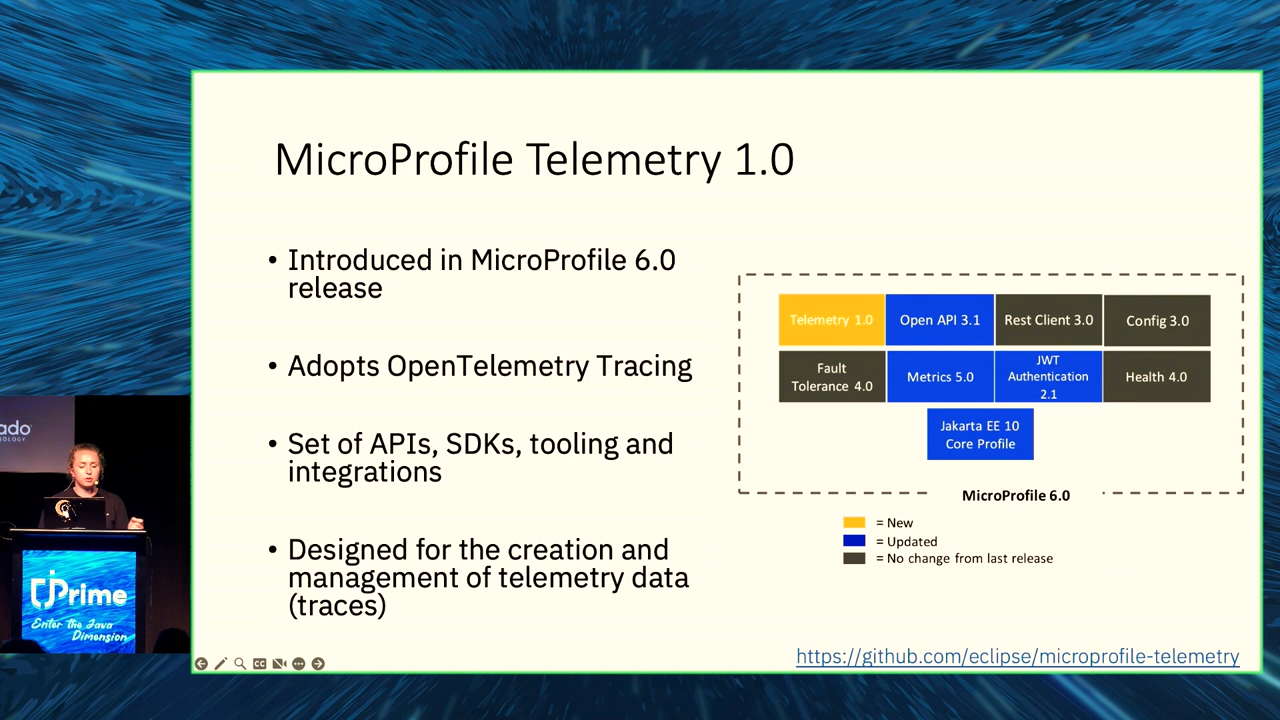 MicroProfile Telemetry 1.0
• Introduced in MicroProfile 6.0
release
• Adopts OpenTelemetry Tracing
• Set of APIs, SDKs, tooling and
integrations
• Designed for the creation and
management of telemetry data
(traces)
Telemetry 1.0
Open API 3.1
Rest Client 3.0
Config 3.0
Fault
Tolerance 4.0
Metrics 5.0
JWT
Authentication
2.1
Health 4.0
Jakarta EE 10
Core Profile
MicroProfile 6.0
= New
= Updated
= No change from last release
https://github.com/eclipse/microprofile-telemetry
CC
ado
OLOGY
jPrime
Enter the Java
Dimension